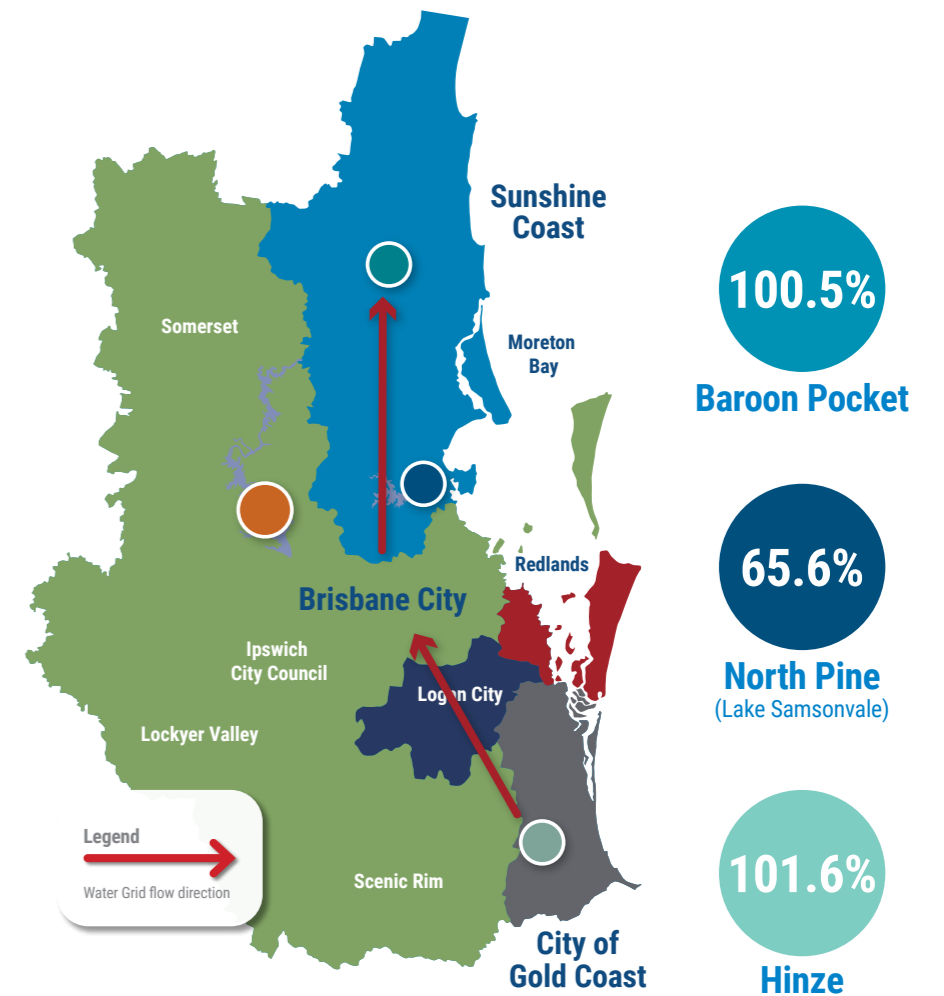 Sunshine
Coast
Somerset
Moreton
Bay
Redlands
Brisbane City
Ipswich
City Council
Logan City
Lockyer Valley
Legend
Water Grid flow direction
Scenic Rim
City of
Gold Coast
100.5%
Baroon Pocket
65.6%
North Pine
(Lake Samsonvale)
101.6%
Hinze